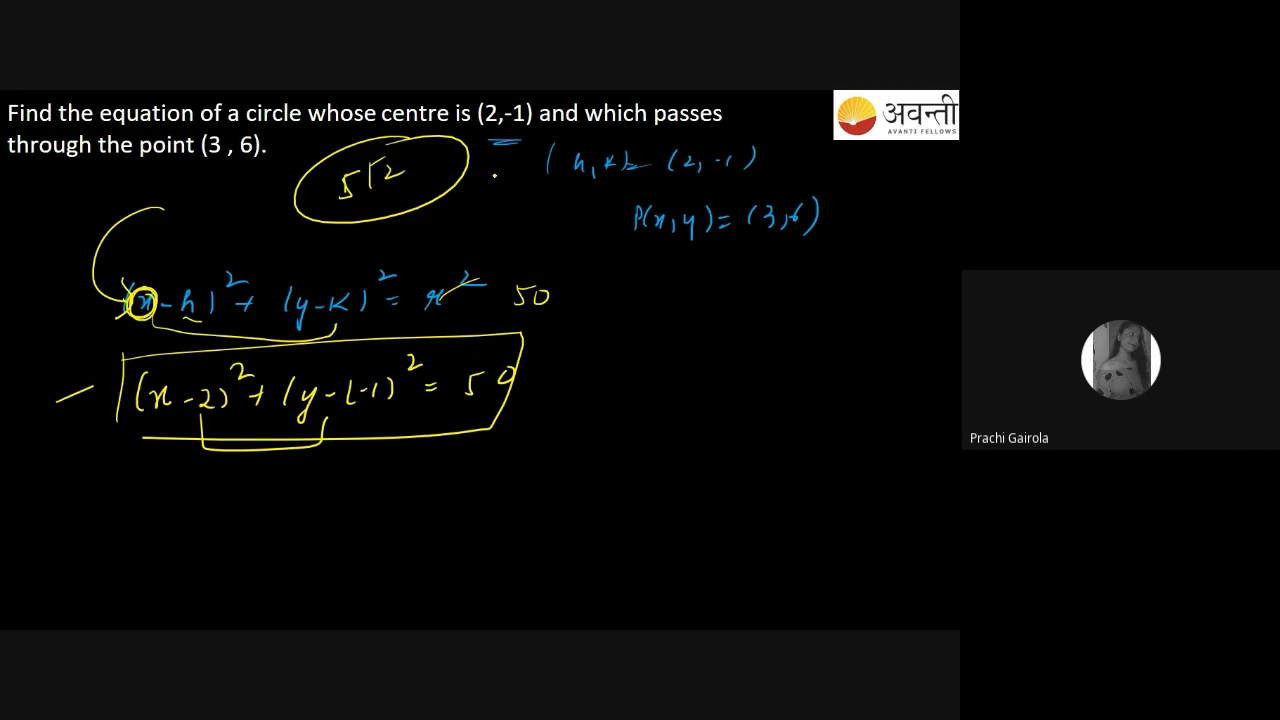 Find the equation of a circle whose centre is (2,-1) and which passes
through the point (3 , 6).
अवन्ती
AVANTI FELLOWS
5√2
(h, k) = (2, -1)
P(x, y) = (3, 6)
(x - h)² + (y - k)² = r² 50
(x - 2)² + (y - (-1)² = 50
Prachi Gairola